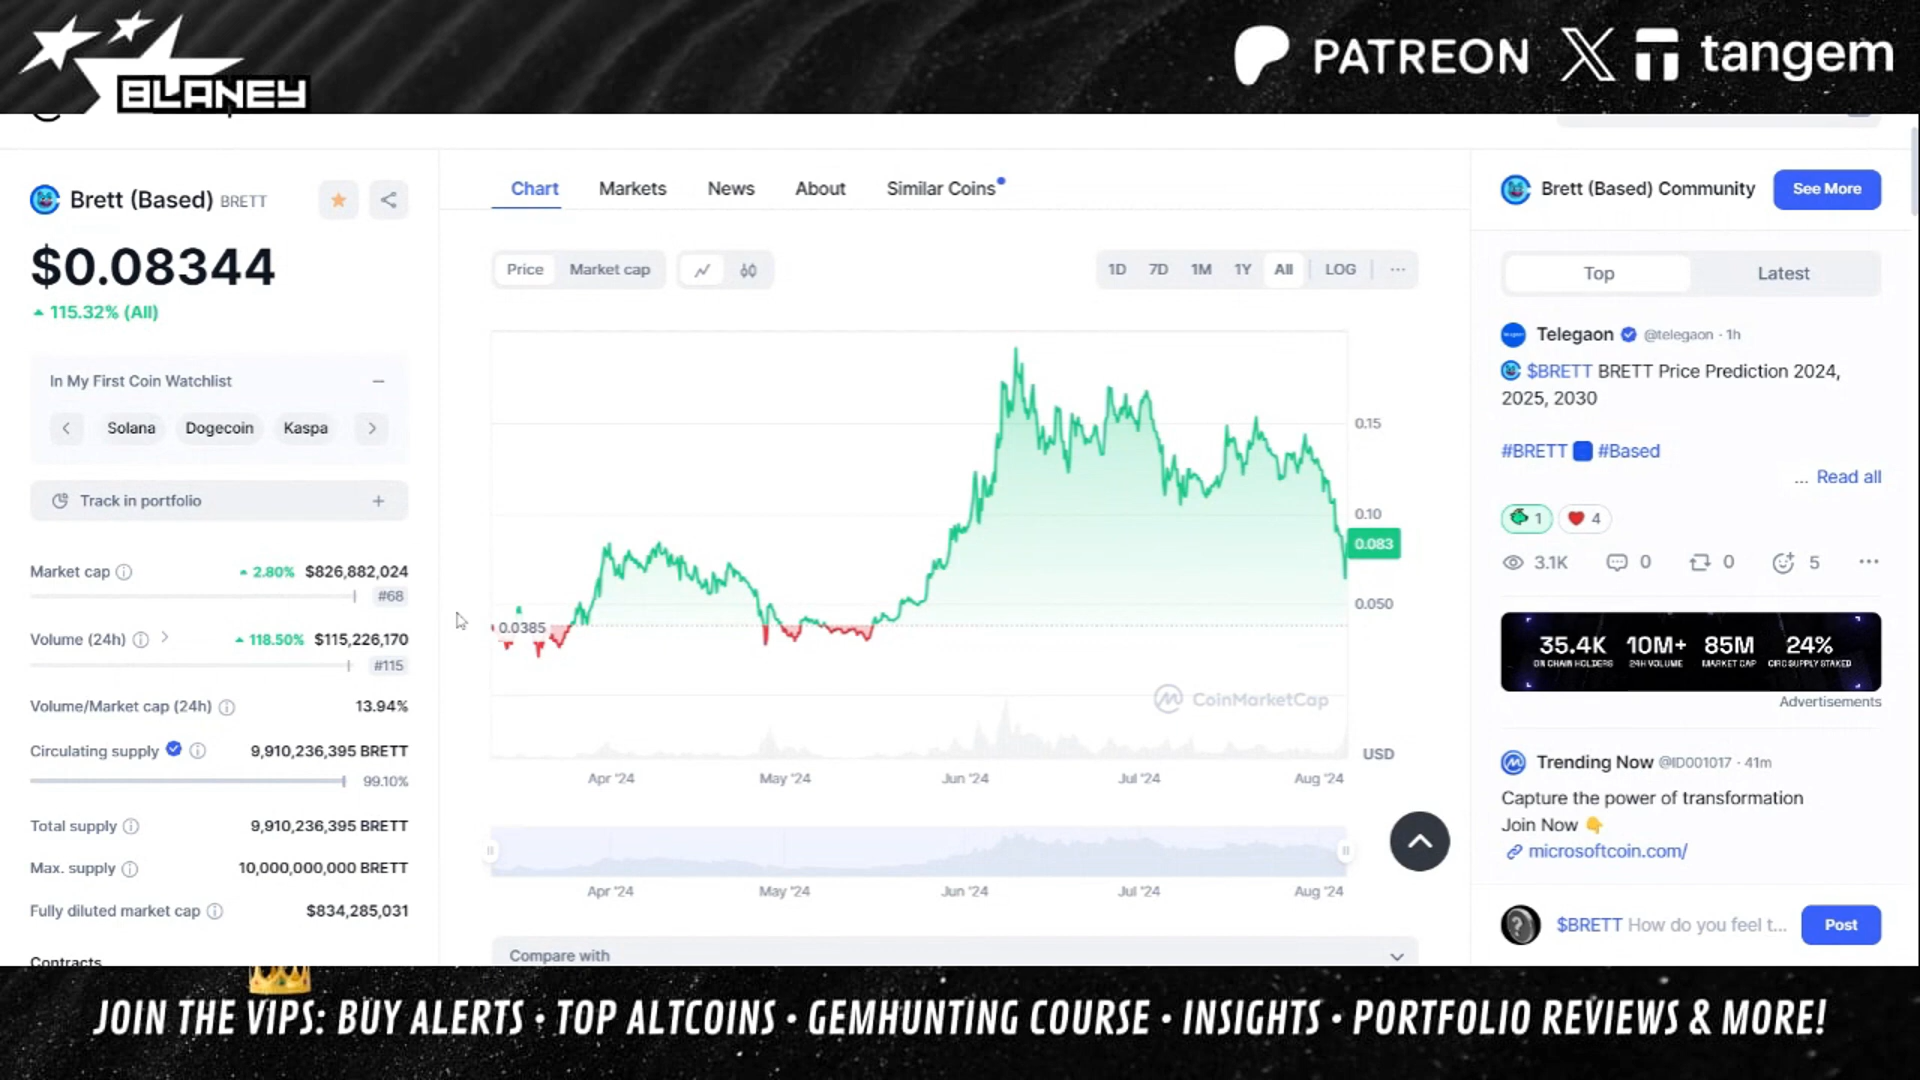 BLANEY
PATREON
tangem
Brett (Based) BRETT
$0.08344
115.32% (All)
In My First Coin Watchlist
Solana Dogecoin Kaspa
Track in portfolio
Market cap 2.80% $826,882,024
#68
Volume (24h) 118.50% $115,226,170
#115
Volume/Market cap (24h) 13.94%
Circulating supply 9,910,236,395 BRETT
99.10%
Total supply 9,910,236,395 BRETT
Max. supply 10,000,000,000 BRETT
Fully diluted market cap $834,285,031
Contracts
Chart Markets News About Similar Coins
Price Market cap
1D 7D 1M 1Y All LOG ...
0.15
0.10
0.083
0.050
0.0385
CoinMarketCap
USD
Apr '24 May '24 Jun '24 Jul '24 Aug '24
Apr '24 May '24 Jun '24 Jul '24 Aug '24
Compare with
Brett (Based) Community See More
Top Latest
Telegaon @telegaon · 1h
$BRETT BRETT Price Prediction 2024,
2025, 2030
#BRETT #Based
... Read all
1 4
3.1K 0 0 5 ...
35.4K 10M+ 85M 24%
ON CHAIN HOLDERS 24H VOLUME MARKET CAP CIRC SUPPLY STAKED
Advertisements
Trending Now @ID001017 · 41m
Capture the power of transformation
Join Now
microsoftcoin.com/
$BRETT How do you feel t... Post
JOIN THE VIPS: BUY ALERTS · TOP ALTCOINS · GEMHUNTING COURSE · INSIGHTS · PORTFOLIO REVIEWS & MORE!